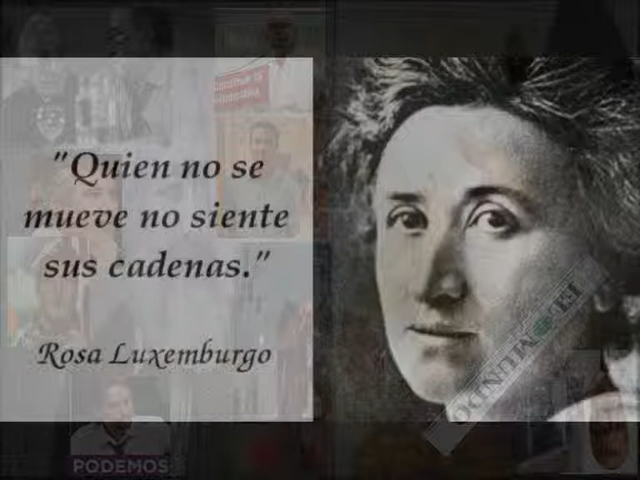 "Quien no se
mueve no siente
sus cadenas."
Rosa Luxemburgo
EL MUNDO
PODEMOS